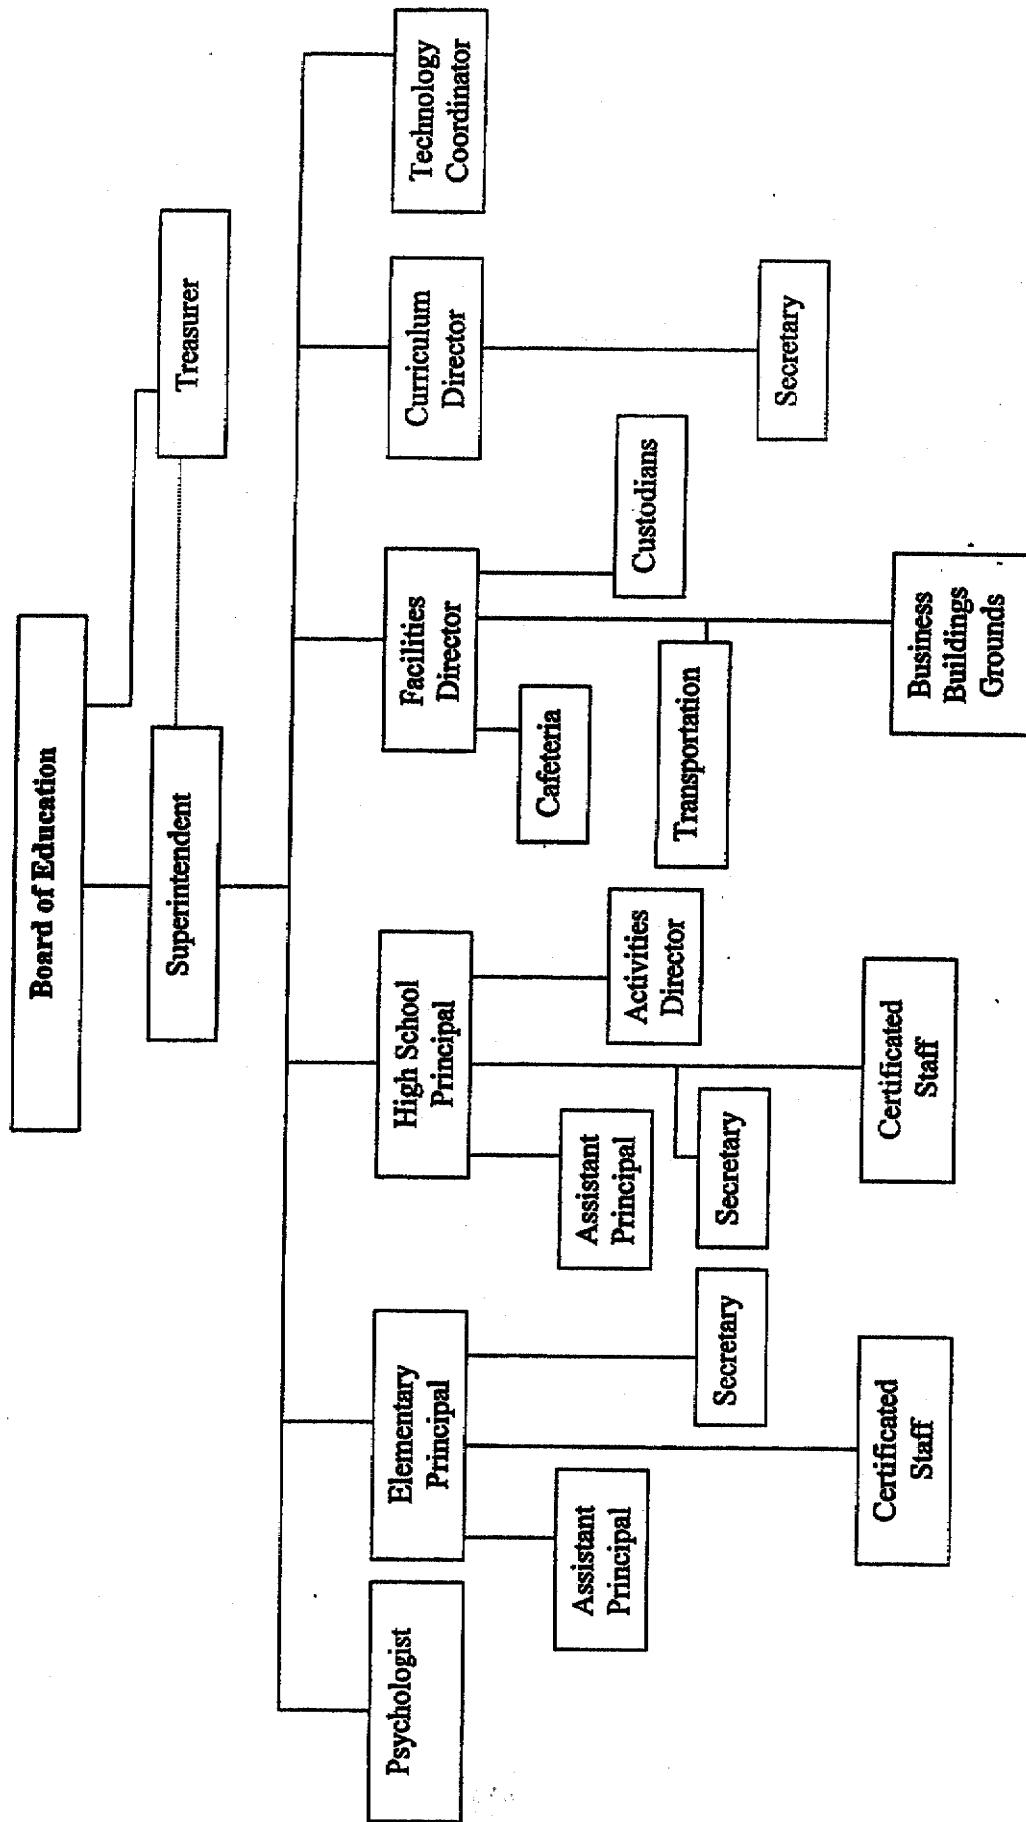 Board of Education
Superintendent
Treasurer
Psychologist
Elementary
Principal
High School
Principal
Facilities
Director
Curriculum
Director
Technology
Coordinator
Assistant
Principal
Secretary
Certificated
Staff
Assistant
Principal
Activities
Director
Secretary
Certificated
Staff
Cafeteria
Custodians
Transportation
Business
Buildings
Grounds
Secretary